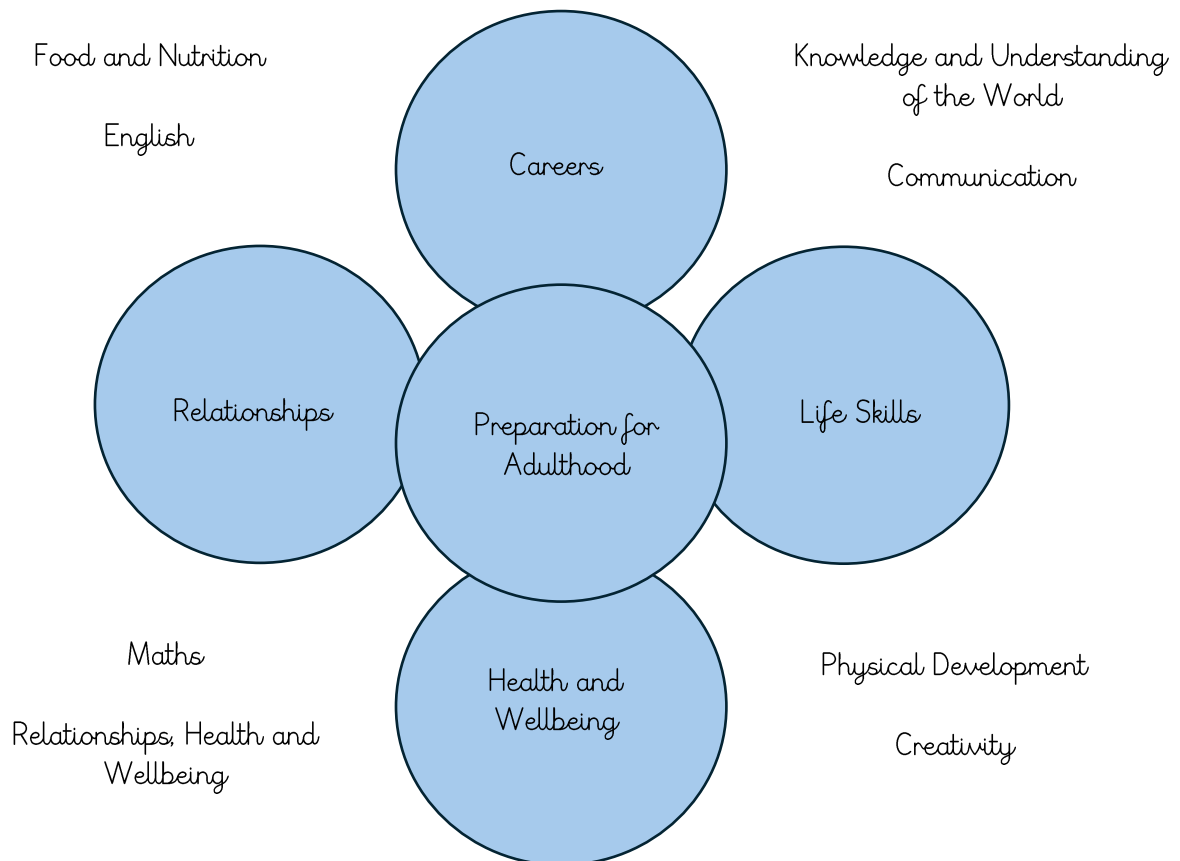 Food and Nutrition
English
Knowledge and Understanding
of the World
Communication
Careers
Relationships
Preparation for
Adulthood
Life Skills
Health and
Wellbeing
Maths
Relationships, Health and
Wellbeing
Physical Development
Creativity